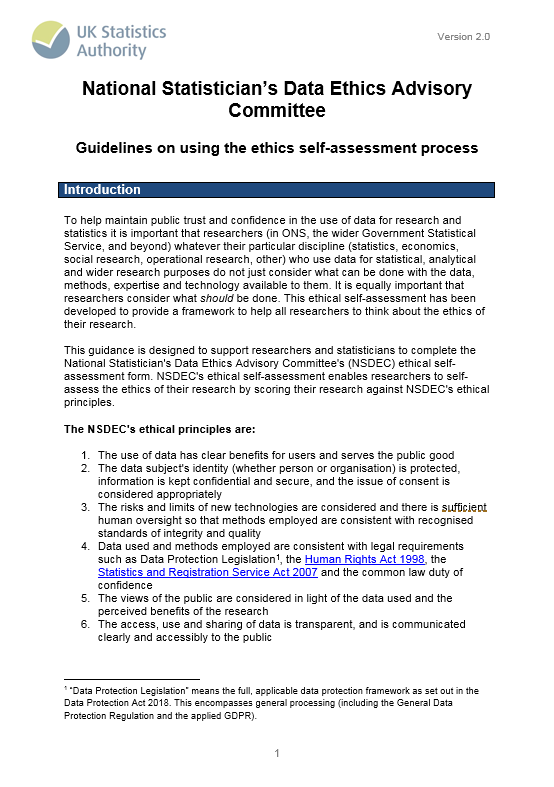 UK Statistics
Authority
Version 2.0
National Statistician's Data Ethics Advisory
Committee
Guidelines on using the ethics self-assessment process
Introduction
To help maintain public trust and confidence in the use of data for research and
statistics it is important that researchers (in ONS, the wider Government Statistical
Service, and beyond) whatever their particular discipline (statistics, economics,
social research, operational research, other) who use data for statistical, analytical
and wider research purposes do not just consider what can be done with the data,
methods, expertise and technology available to them. It is equally important that
researchers consider what should be done. This ethical self-assessment has been
developed to provide a framework to help all researchers to think about the ethics of
their research.
This guidance is designed to support researchers and statisticians to complete the
National Statistician's Data Ethics Advisory Committee's (NSDEC) ethical self-
assessment form. NSDEC's ethical self-assessment enables researchers to self-
assess the ethics of their research by scoring their research against NSDEC's ethical
principles.
The NSDEC's ethical principles are:
1. The use of data has clear benefits for users and serves the public good
2. The data subject's identity (whether person or organisation) is protected,
information is kept confidential and secure, and the issue of consent is
considered appropriately
3. The risks and limits of new technologies are considered and there is sufficient
human oversight so that methods employed are consistent with recognised
standards of integrity and quality
4. Data used and methods employed are consistent with legal requirements
such as Data Protection Legislation¹, the Human Rights Act 1998, the
Statistics and Registration Service Act 2007 and the common law duty of
confidence
5. The views of the public are considered in light of the data used and the
perceived benefits of the research
6. The access, use and sharing of data is transparent, and is communicated
clearly and accessibly to the public
¹ "Data Protection Legislation" means the full, applicable data protection framework as set out in the
Data Protection Act 2018. This encompasses general processing (including the General Data
Protection Regulation and the applied GDPR).
1